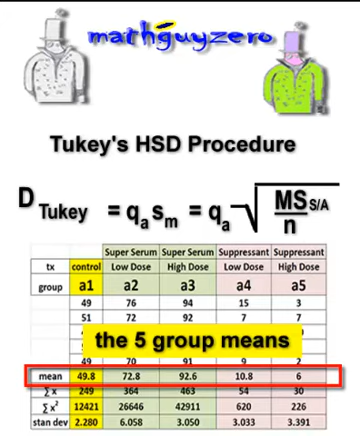 mathguyzero
Tukey's HSD Procedure
D Tukey = qa sm = qa √ MS S/A / n
Super Serum Super Serum Suppressant Suppressant
tx control Low Dose High Dose Low Dose High Dose
group a1 a2 a3 a4 a5
49 76 94 15 3
51 72 92 7 7
the 5 group means
49 70 91 9 2
mean 49.8 72.8 92.6 10.8 6
∑ x 249 364 463 54 30
∑ x² 12421 26646 42911 620 226
stan dev 2.280 6.058 3.050 3.033 3.391